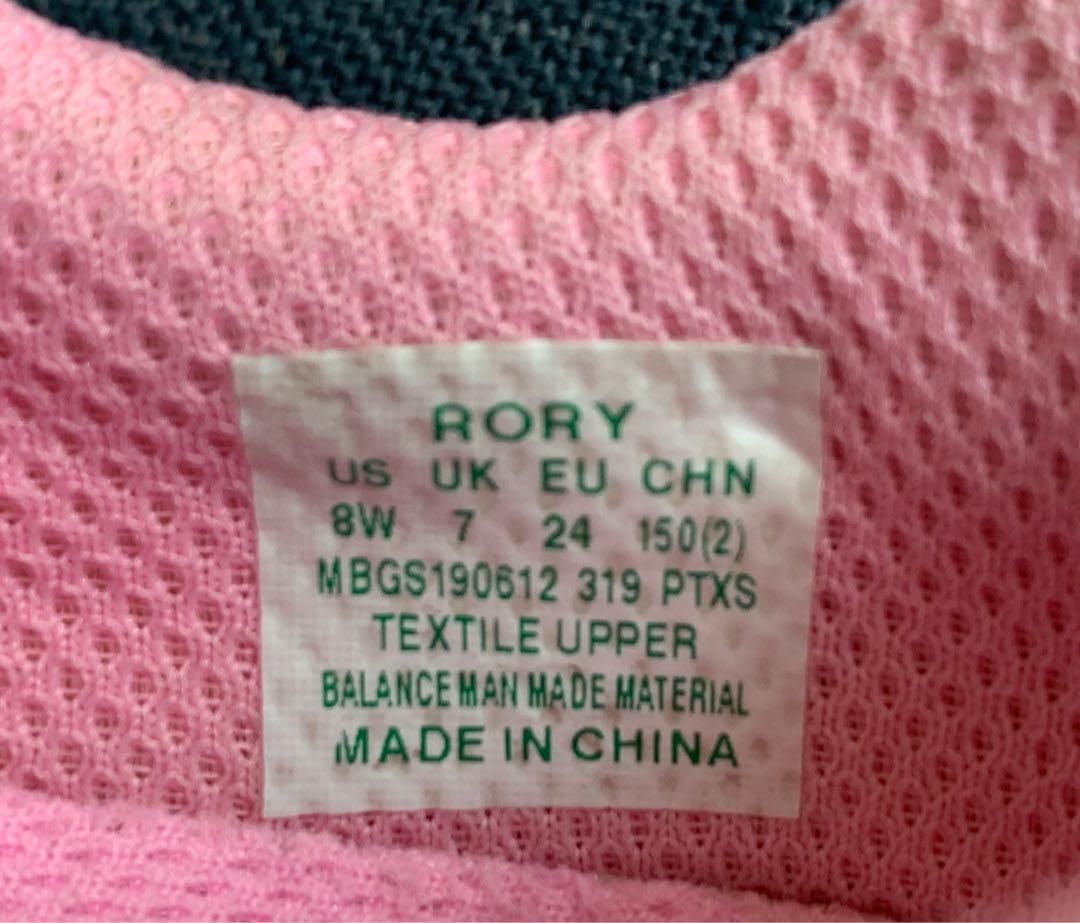 RORY
US UK EU CHN
8W 7 24 150(2)
MBGS190612 319 PTXS
TEXTILE UPPER
BALANCE MAN MADE MATERIAL
MADE IN CHINA